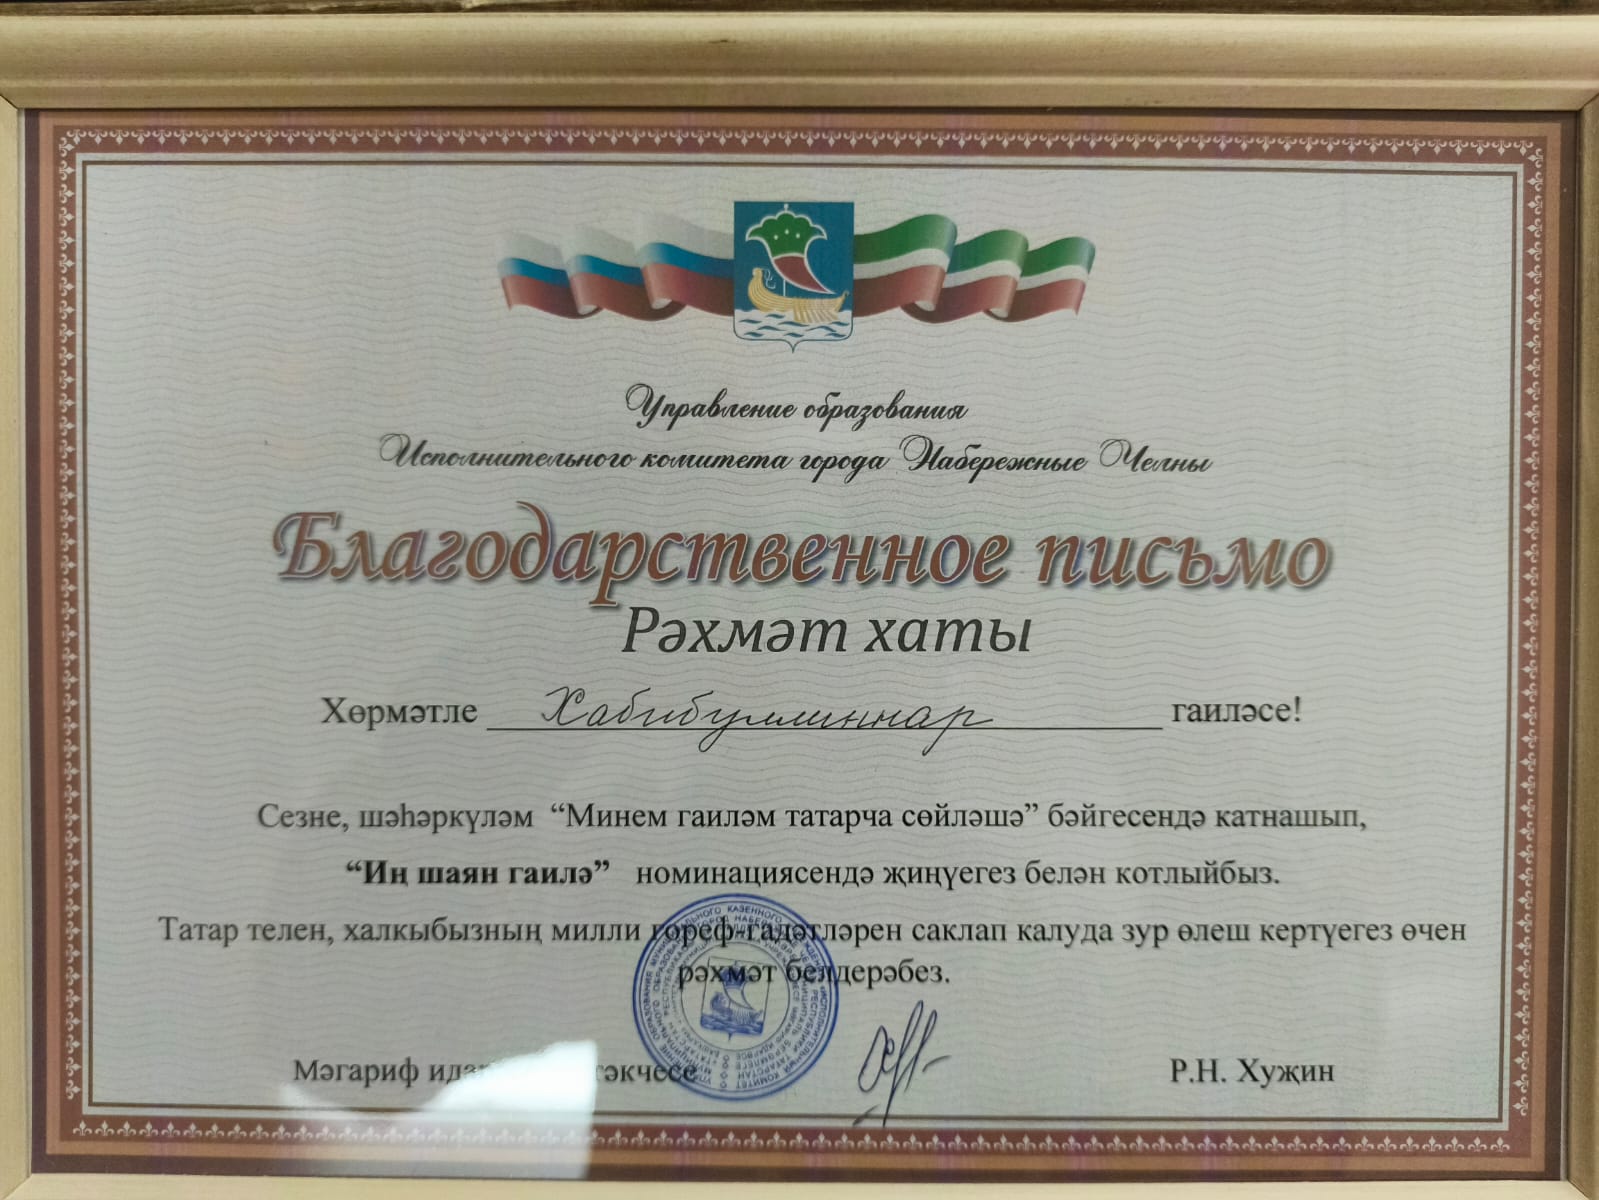 Управление образования
Исполнительного комитета города Набережные Челны
Благодарственное письмо
Рәхмәт хаты
Хөрмәтле Хабибуллиннар гаиләсе!
Сезне, шәһәркүләм “Минем гаиләм татарча сөйләшә” бәйгесендә катнашып,
“Иң шаян гаилә” номинациясендә җиңүегез белән котлыйбыз.
Татар телен, халкыбызның милли гореф-гадәтләрен саклап калуда зур өлеш кертүегез өчен
рәхмәт белдерәбез.
Мәгариф Р.Н. Хуҗин